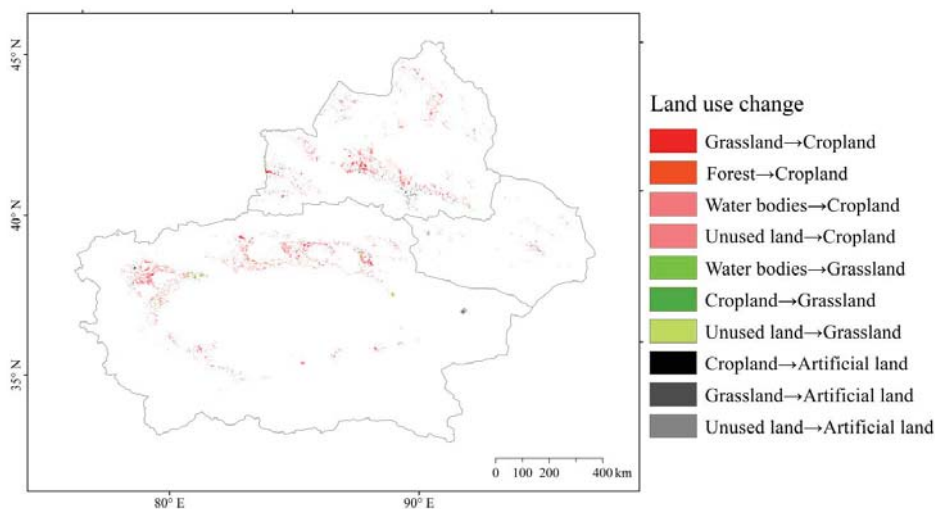 45° N
40° N
35° N
80° E
90° E
0 100 200 400 km
Land use change
Grassland→Cropland
Forest→Cropland
Water bodies→Cropland
Unused land→Cropland
Water bodies→Grassland
Cropland→Grassland
Unused land→Grassland
Cropland→Artificial land
Grassland→Artificial land
Unused land→Artificial land